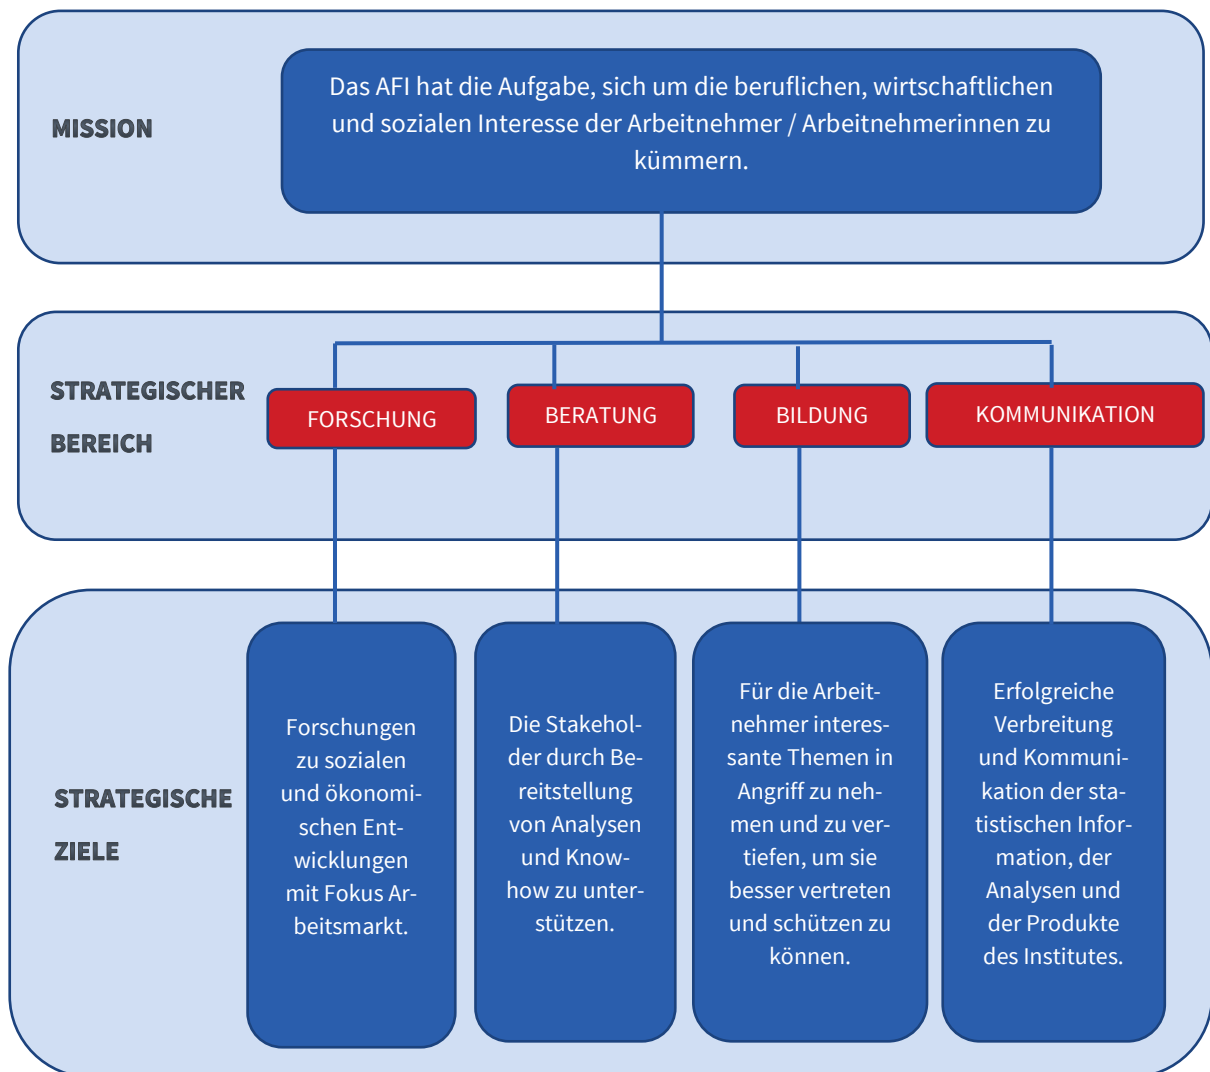 MISSION
Das AFI hat die Aufgabe, sich um die beruflichen, wirtschaftlichen
und sozialen Interesse der Arbeitnehmer / Arbeitnehmerinnen zu
kümmern.
STRATEGISCHER
BEREICH
FORSCHUNG
BERATUNG
BILDUNG
KOMMUNIKATION
STRATEGISCHE
ZIELE
Forschungen
zu sozialen
und ökonomi-
schen Ent-
wicklungen
mit Fokus Ar-
beitsmarkt.
Die Stakehol-
der durch Be-
reitstellung
von Analysen
und Know-
how zu unter-
stützen.
Für die Arbeit-
nehmer interes-
sante Themen in
Angriff zu neh-
men und zu ver-
tiefen, um sie
besser vertreten
und schützen zu
können.
Erfolgreiche
Verbreitung
und Kommuni-
kation der sta-
tistischen Infor-
mation, der
Analysen und
der Produkte
des Institutes.